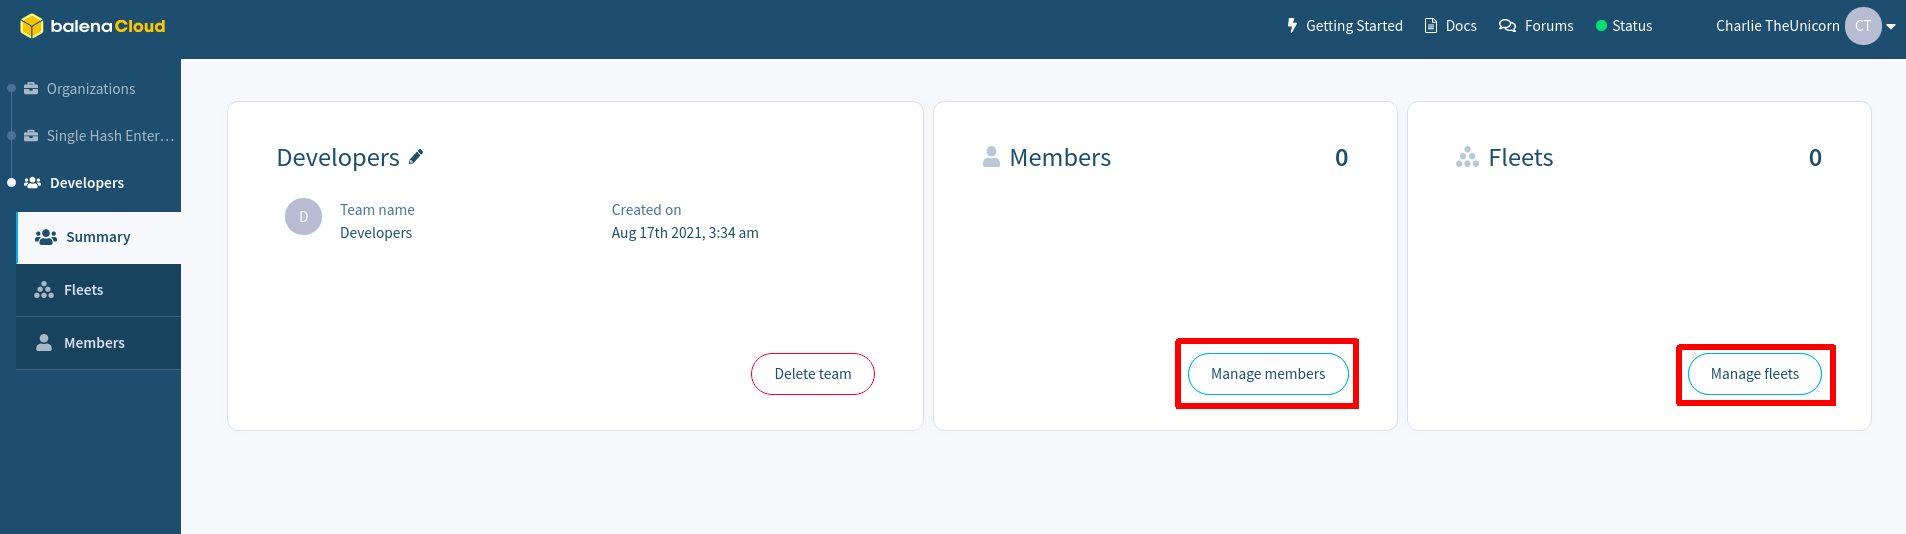 balenaCloud
Getting Started
Docs
Forums
Status
Charlie TheUnicorn
CT
Organizations
Single Hash Enter...
Developers
Summary
Fleets
Members
Developers
D
Team name
Developers
Created on
Aug 17th 2021, 3:34 am
Delete team
Members
0
Manage members
Fleets
0
Manage fleets